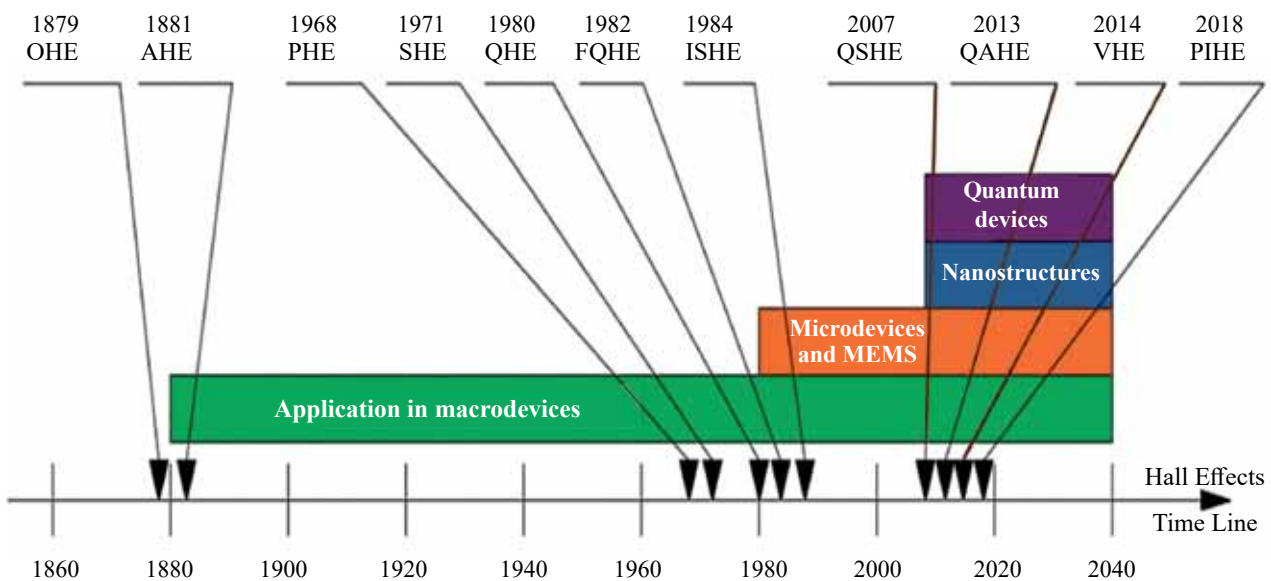 1879 1881 1968 1971 1980 1982 1984 2007 2013 2014 2018
OHE AHE PHE SHE QHE FQHE ISHE QSHE QAHE VHE PIHE
Quantum
devices
Nanostructures
Microdevices
and MEMS
Application in macrodevices
Hall Effects
Time Line
1860 1880 1900 1920 1940 1960 1980 2000 2020 2040